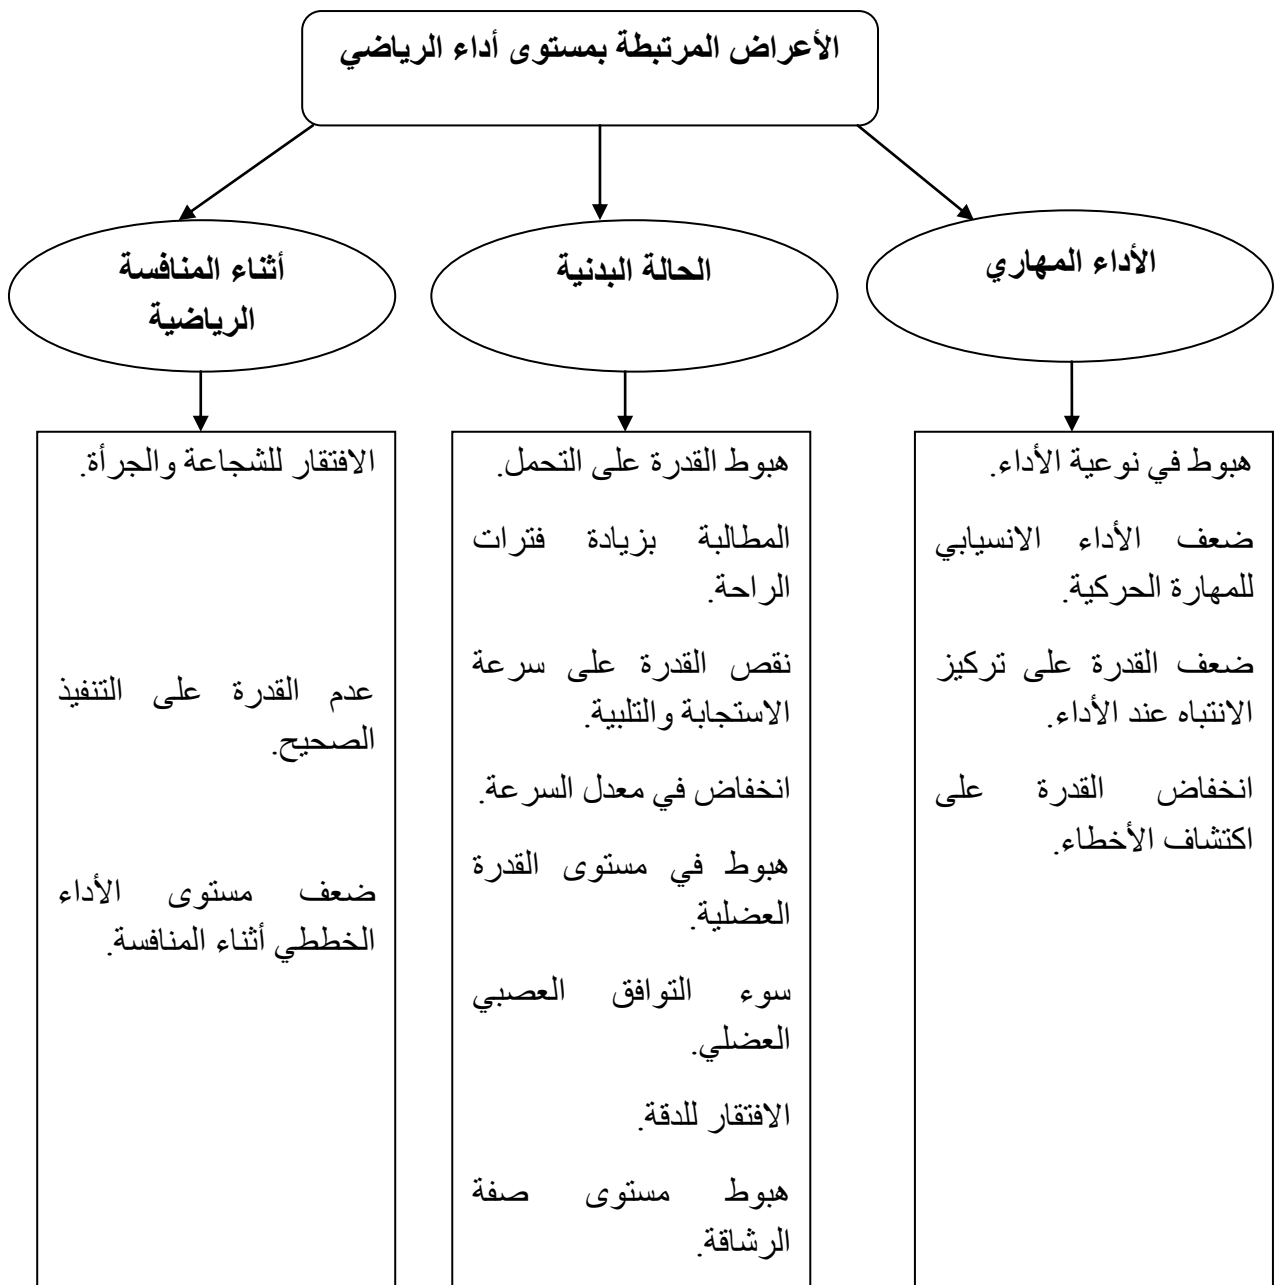 الأعراض المرتبطة بمستوى أداء الرياضي
الأداء المهاري
الحالة البدنية
أثناء المنافسة
الرياضية
هبوط في نوعية الأداء.
ضعف الأداء الانسيابي
للمهارة الحركية.
ضعف القدرة على تركيز
الانتباه عند الأداء.
انخفاض القدرة على
اكتشاف الأخطاء.
هبوط القدرة على التحمل.
المطالبة بزيادة فترات
الراحة.
نقص القدرة على سرعة
الاستجابة والتلبية.
انخفاض في معدل السرعة.
هبوط في مستوى القدرة
العضلية.
سوء التوافق العصبي
العضلي.
الافتقار للدقة.
هبوط مستوى صفة
الرشاقة.
الافتقار للشجاعة والجرأة.
عدم القدرة على التنفيذ
الصحيح.
ضعف مستوى الأداء
الخططي أثناء المنافسة.